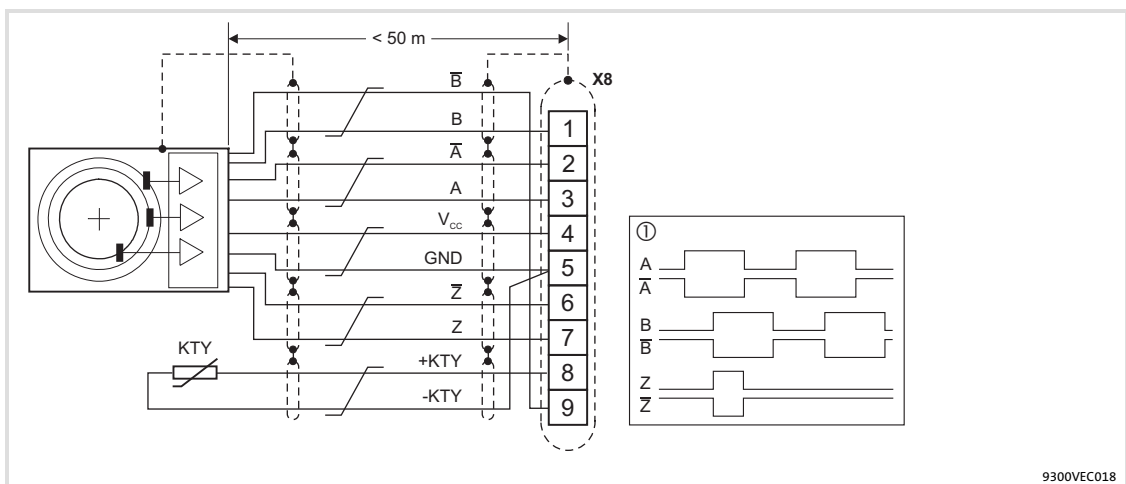 < 50 m
X8
B̅
B
A̅
A
Vcc
GND
Z̅
Z
KTY
+KTY
-KTY
1
2
3
4
5
6
7
8
9
①
A
A̅
B
B̅
Z
Z̅
9300VEC018